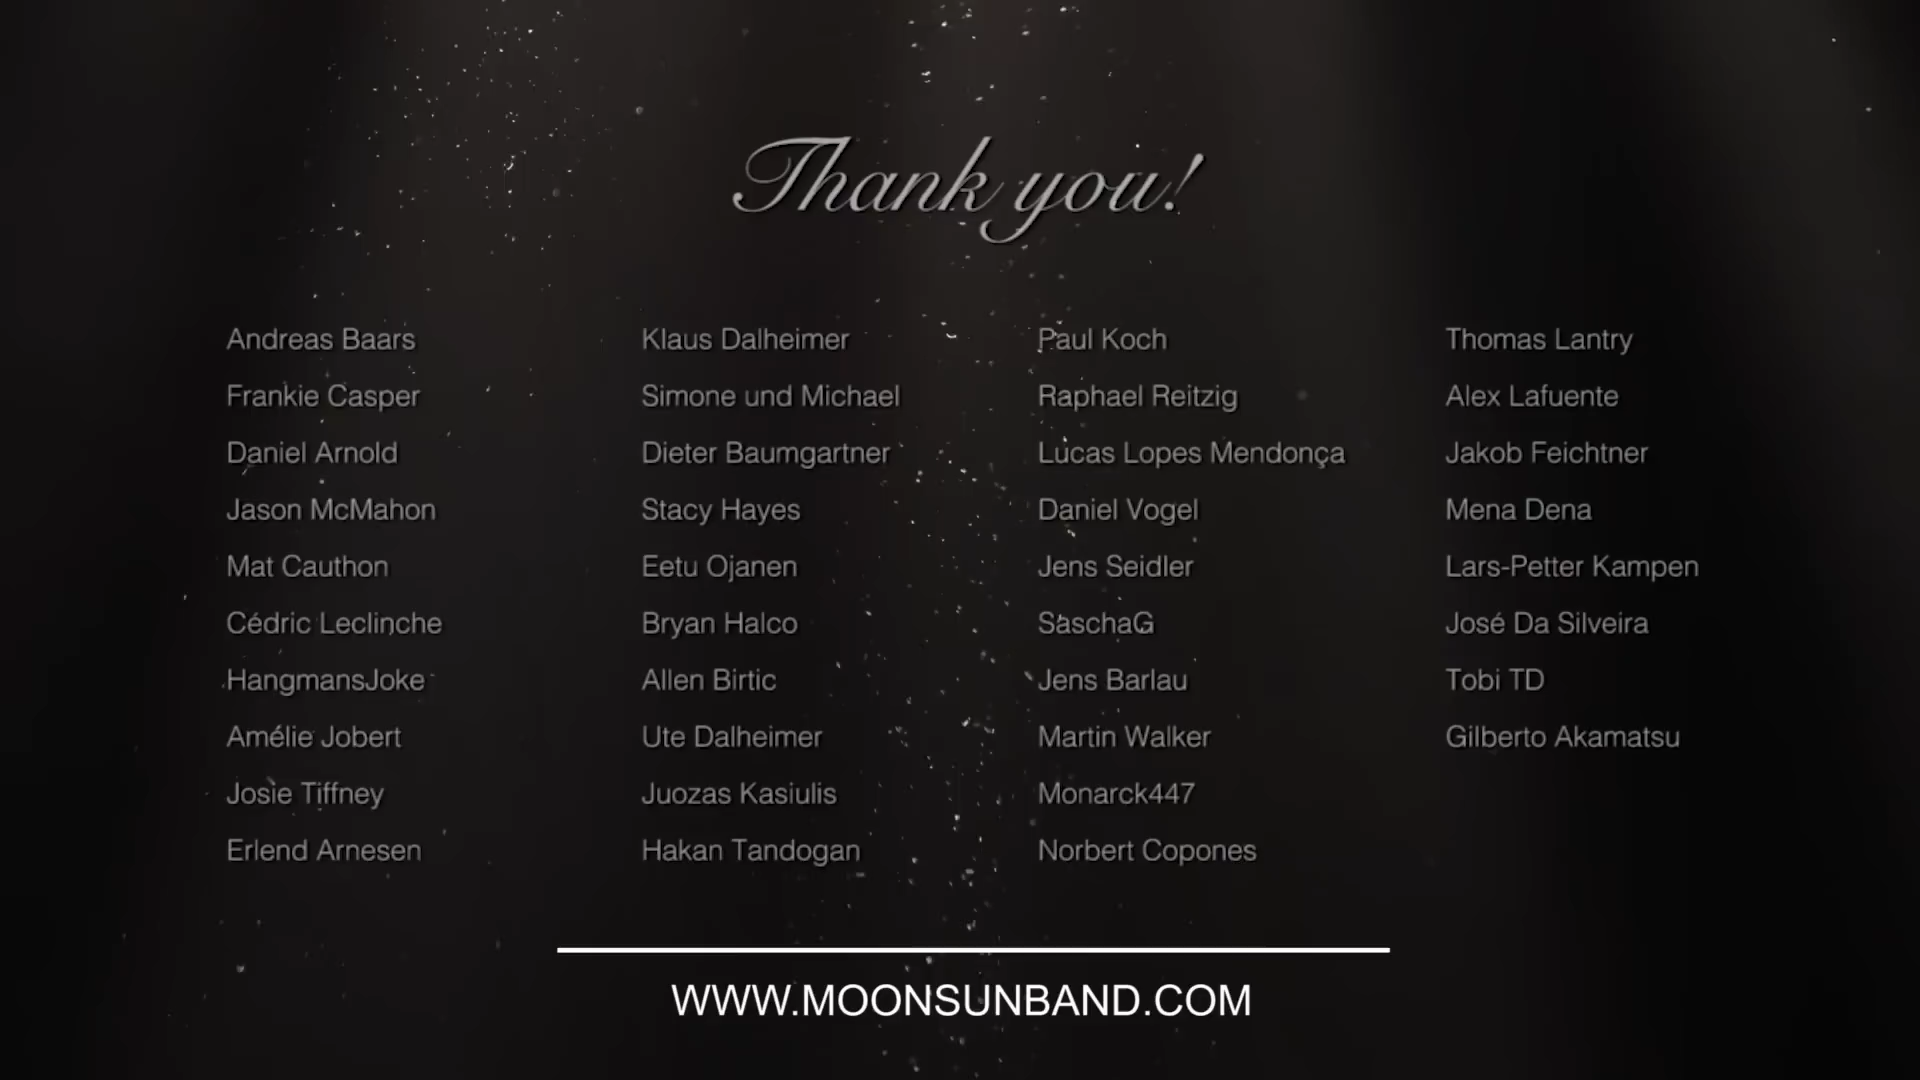 Thank you!
Andreas Baars
Frankie Casper
Daniel Arnold
Jason McMahon
Mat Cauthon
Cédric Leclinche
HangmansJoke
Amélie Jobert
Josie Tiffney
Erlend Arnesen
Klaus Dalheimer
Simone und Michael
Dieter Baumgartner
Stacy Hayes
Eetu Ojanen
Bryan Halco
Allen Birtic
Ute Dalheimer
Juozas Kasiulis
Hakan Tandogan
Paul Koch
Raphael Reitzig
Lucas Lopes Mendonça
Daniel Vogel
Jens Seidler
SaschaG
Jens Barlau
Martin Walker
Monarck447
Norbert Copones
Thomas Lantry
Alex Lafuente
Jakob Feichtner
Mena Dena
Lars-Petter Kampen
José Da Silveira
Tobi TD
Gilberto Akamatsu
WWW.MOONSUNBAND.COM